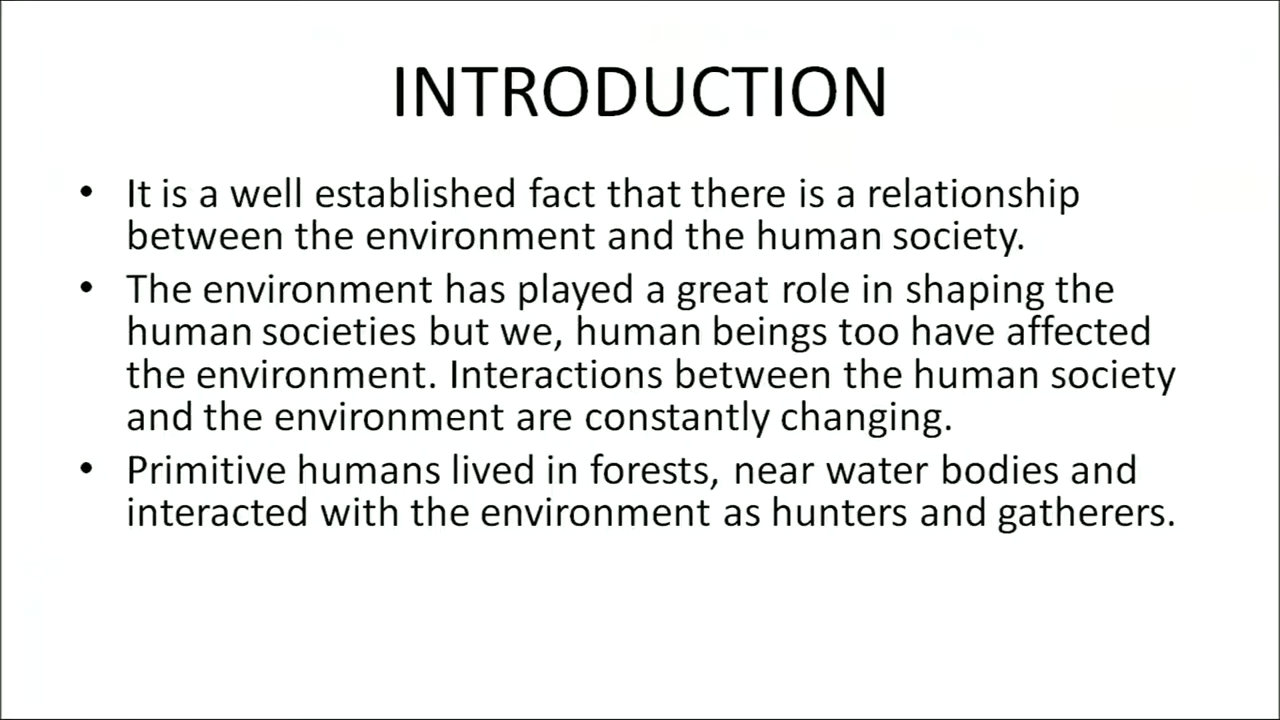 INTRODUCTION
• It is a well established fact that there is a relationship
between the environment and the human society.
• The environment has played a great role in shaping the
human societies but we, human beings too have affected
the environment. Interactions between the human society
and the environment are constantly changing.
• Primitive humans lived in forests, near water bodies and
interacted with the environment as hunters and gatherers.